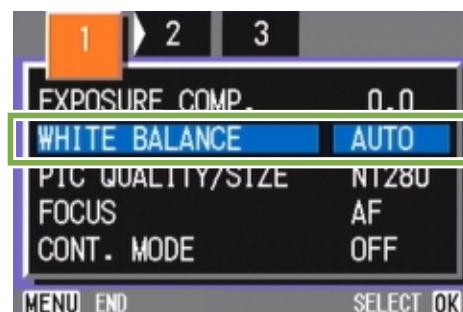 1 2 3
EXPOSURE COMP. 0.0
WHITE BALANCE AUTO
PIC QUALITY/SIZE N1280
FOCUS AF
CONT. MODE OFF
MENU END SELECT OK